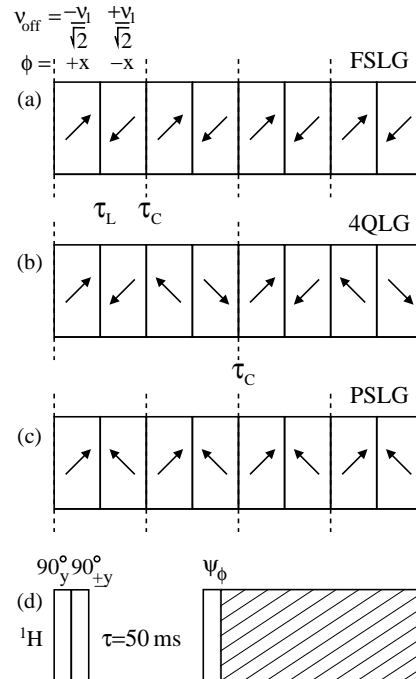 ν_off = −ν_1/√2 +ν_1/√2
ϕ = +x −x FSLG
(a)
τ_L τ_C
4QLG
(b)
τ_C
PSLG
(c)
90°_y 90°_±y ψ_ϕ
(d)
¹H τ=50 ms